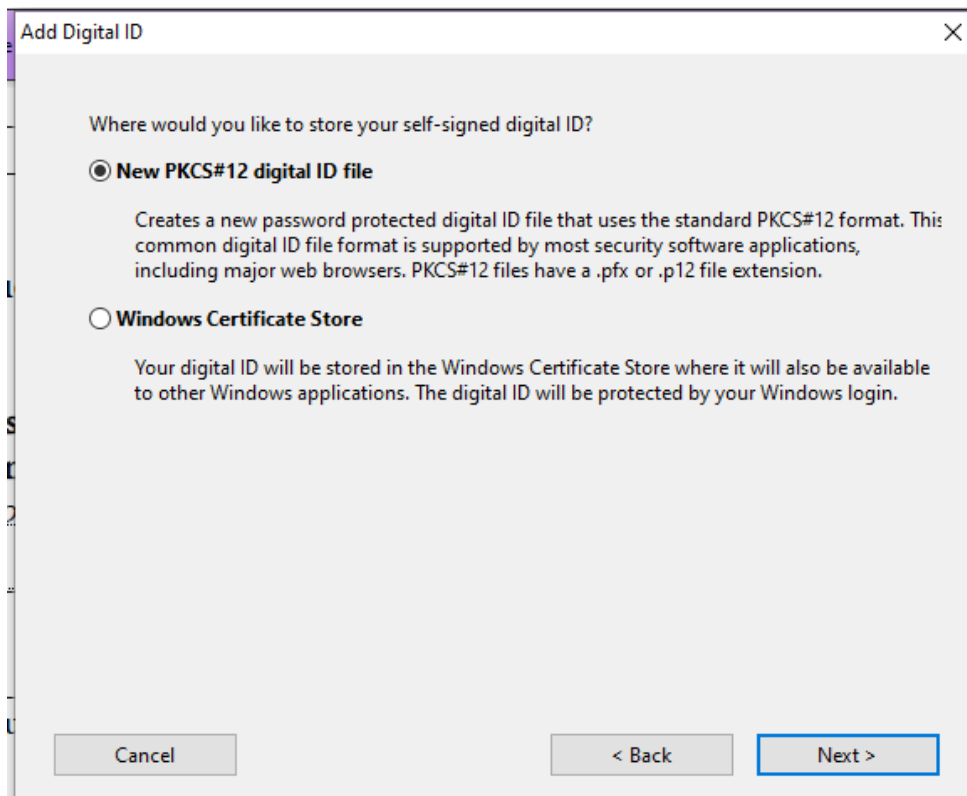 Add Digital ID
Where would you like to store your self-signed digital ID?
New PKCS#12 digital ID file
Creates a new password protected digital ID file that uses the standard PKCS#12 format. This
common digital ID file format is supported by most security software applications,
including major web browsers. PKCS#12 files have a .pfx or .p12 file extension.
Windows Certificate Store
Your digital ID will be stored in the Windows Certificate Store where it will also be available
to other Windows applications. The digital ID will be protected by your Windows login.
Cancel
< Back
Next >